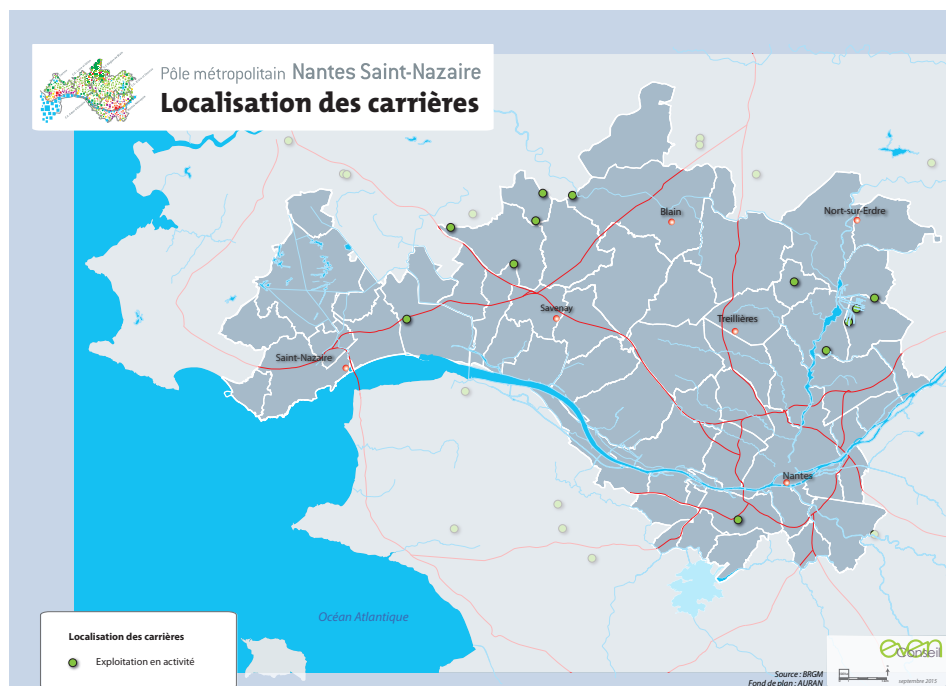 Pôle métropolitain Nantes Saint-Nazaire
Localisation des carrières
Blain
Nort-sur-Erdre
Savenay
Treillières
Saint-Nazaire
Nantes
Océan Atlantique
Localisation des carrières
Exploitation en activité
even
Conseil
Source : BRGM
Fond de plan : AURAN
septembre 2015